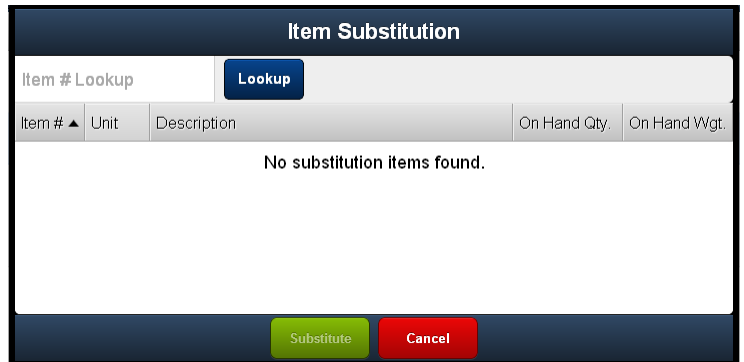 Item Substitution
Item # Lookup Lookup
Item # ▲ Unit Description On Hand Qty. On Hand Wgt.
No substitution items found.
Substitute Cancel